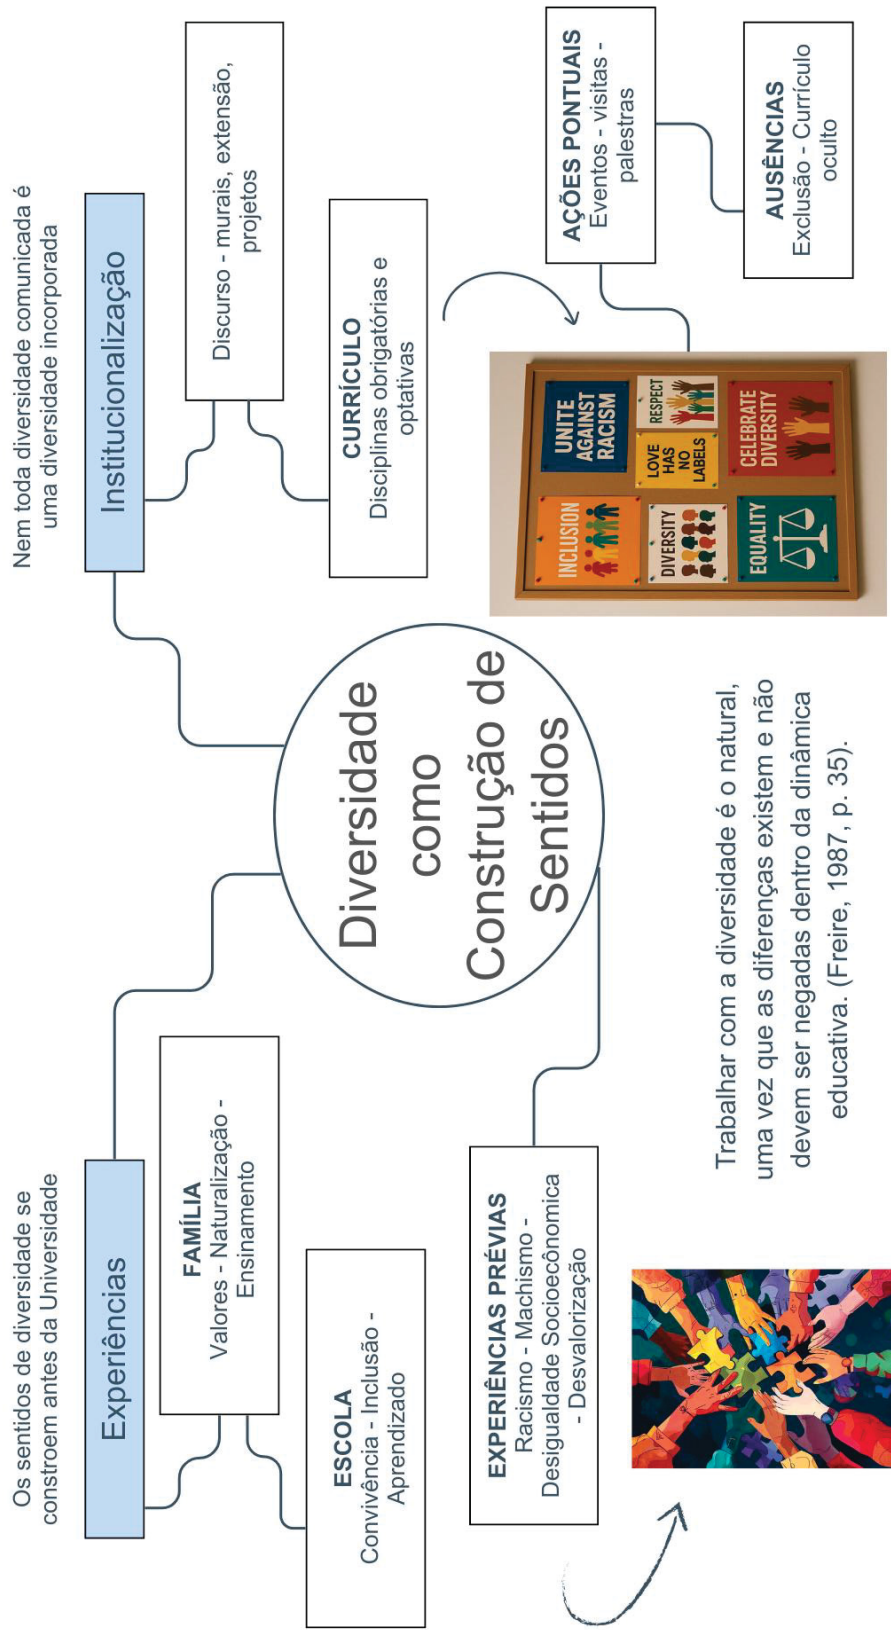 Os sentidos de diversidade se
constroem antes da Universidade
Experiências
FAMÍLIA
Valores - Naturalização -
Ensinamento
ESCOLA
Convivência - Inclusão -
Aprendizado
EXPERIÊNCIAS PRÉVIAS
Racismo - Machismo -
Desigualdade Socioecônomica
- Desvalorização
Diversidade
como
Construção de
Sentidos
Nem toda diversidade comunicada é
uma diversidade incorporada
Institucionalização
Discurso - murais, extensão,
projetos
CURRÍCULO
Disciplinas obrigatórias e
optativas
AÇÕES PONTUAIS
Eventos - visitas -
palestras
AUSÊNCIAS
Exclusão - Currículo
oculto
INCLUSION
UNITE
AGAINST
RACISM
DIVERSITY
LOVE
HAS
NO
LABELS
RESPECT
EQUALITY
CELEBRATE
DIVERSITY
Trabalhar com a diversidade é o natural,
uma vez que as diferenças existem e não
devem ser negadas dentro da dinâmica
educativa. (Freire, 1987, p. 35).